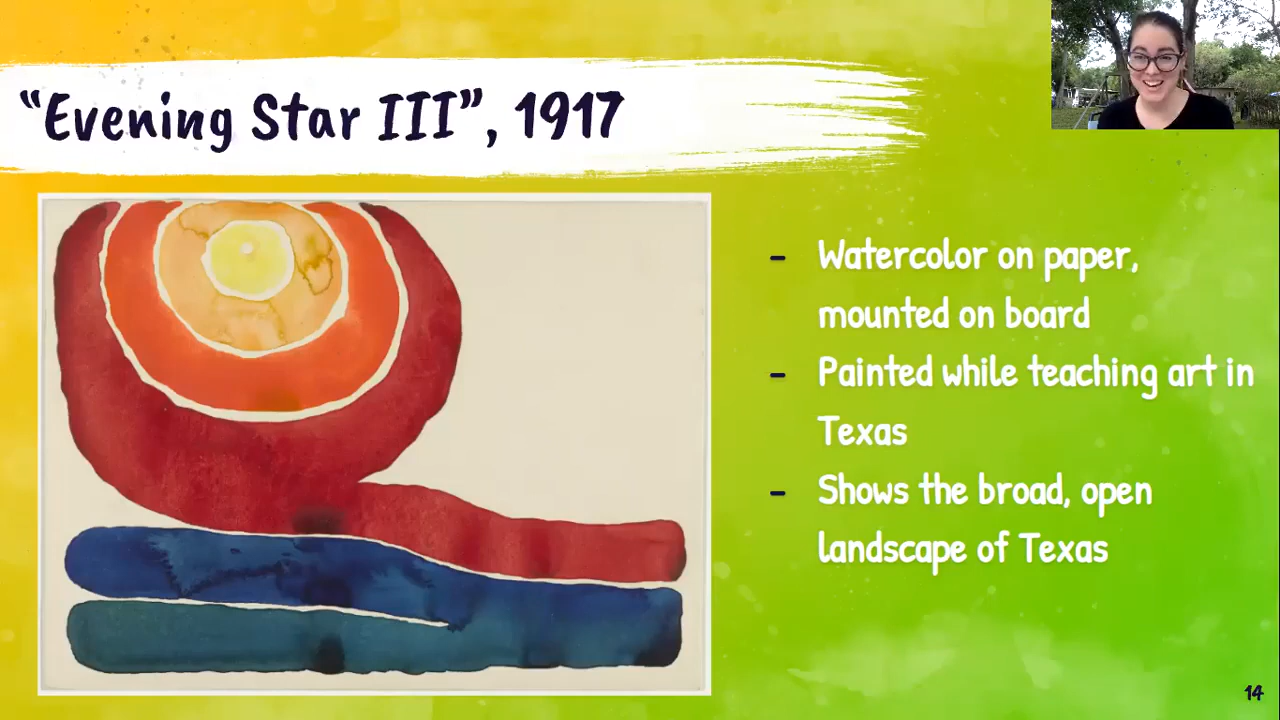 “Evening Star III”, 1917
- Watercolor on paper,
mounted on board
- Painted while teaching art in
Texas
- Shows the broad, open
landscape of Texas
14